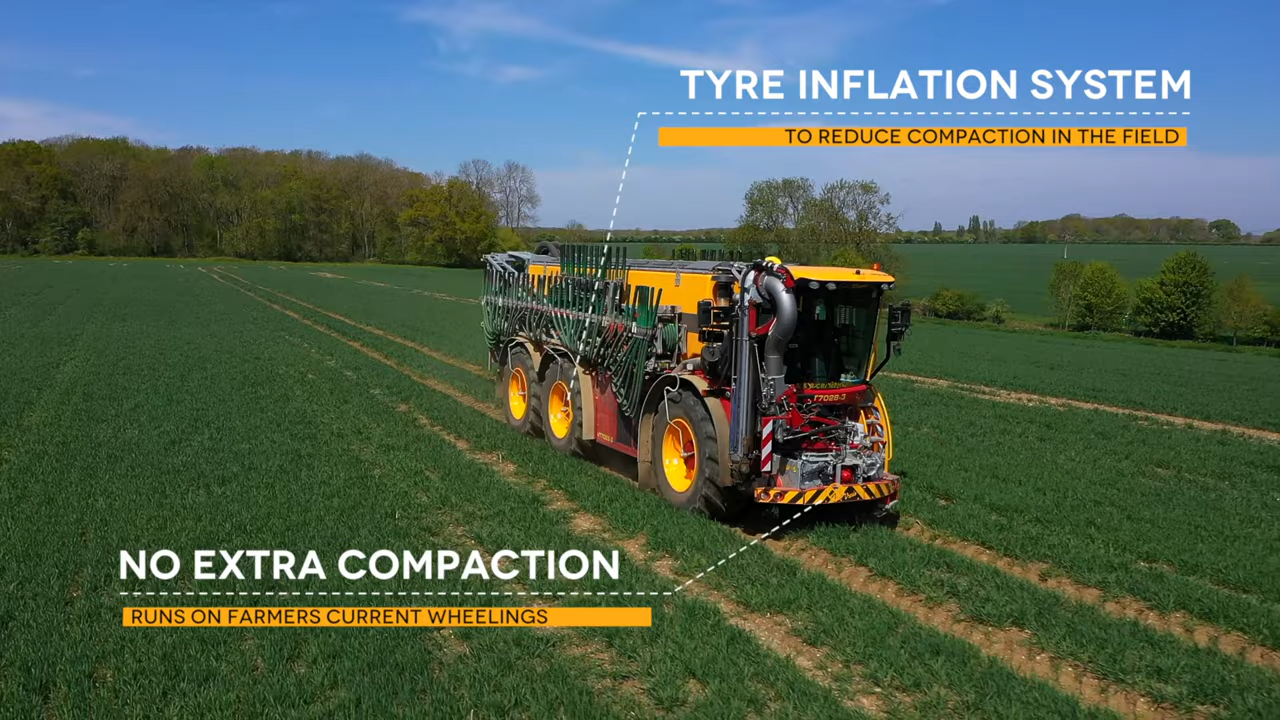 TYRE INFLATION SYSTEM
TO REDUCE COMPACTION IN THE FIELD
NO EXTRA COMPACTION
RUNS ON FARMERS CURRENT WHEELINGS